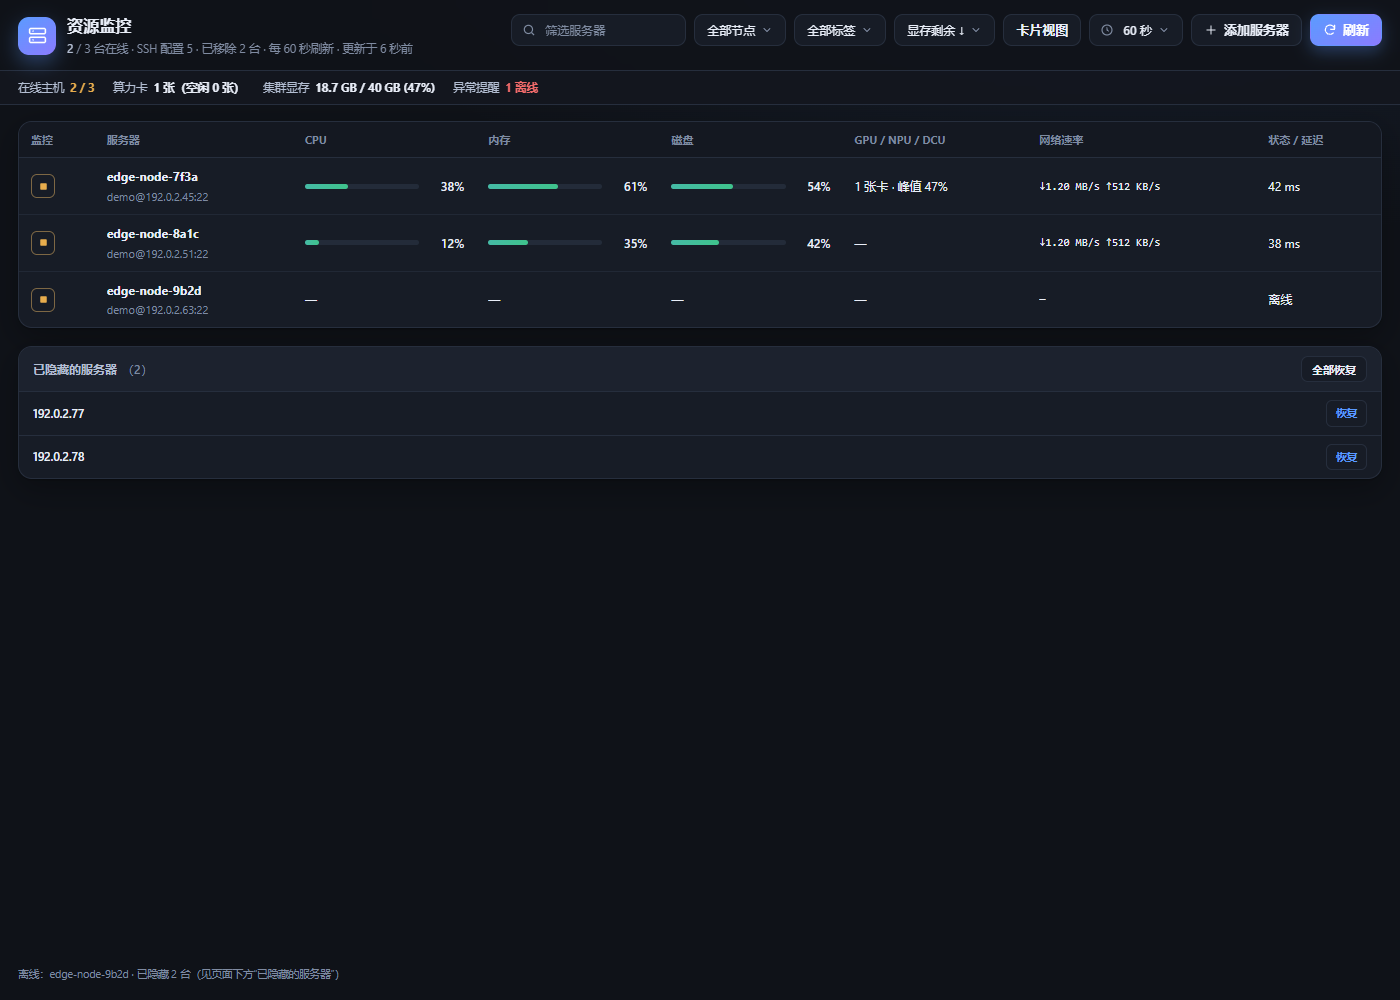 资源监控
2 / 3 台在线 · SSH 配置 5 · 已移除 2 台 · 每 60 秒刷新 · 更新于 6 秒前
筛选服务器
全部节点
全部标签
显存剩余 ↓
卡片视图
60 秒
添加服务器
刷新
在线主机 2 / 3 算力卡 1 张 (空闲 0 张) 集群显存 18.7 GB / 40 GB (47%) 异常提醒 1 离线
监控 服务器 CPU 内存 磁盘 GPU / NPU / DCU 网络速率 状态 / 延迟
edge-node-7f3a
demo@192.0.2.45:22
38% 61% 54% 1 张卡 · 峰值 47% ↓1.20 MB/s ↑512 KB/s 42 ms
edge-node-8a1c
demo@192.0.2.51:22
12% 35% 42% — ↓1.20 MB/s ↑512 KB/s 38 ms
edge-node-9b2d
demo@192.0.2.63:22
— — — — – 离线
已隐藏的服务器 (2) 全部恢复
192.0.2.77 恢复
192.0.2.78 恢复
离线: edge-node-9b2d · 已隐藏 2 台 (见页面下方"已隐藏的服务器")